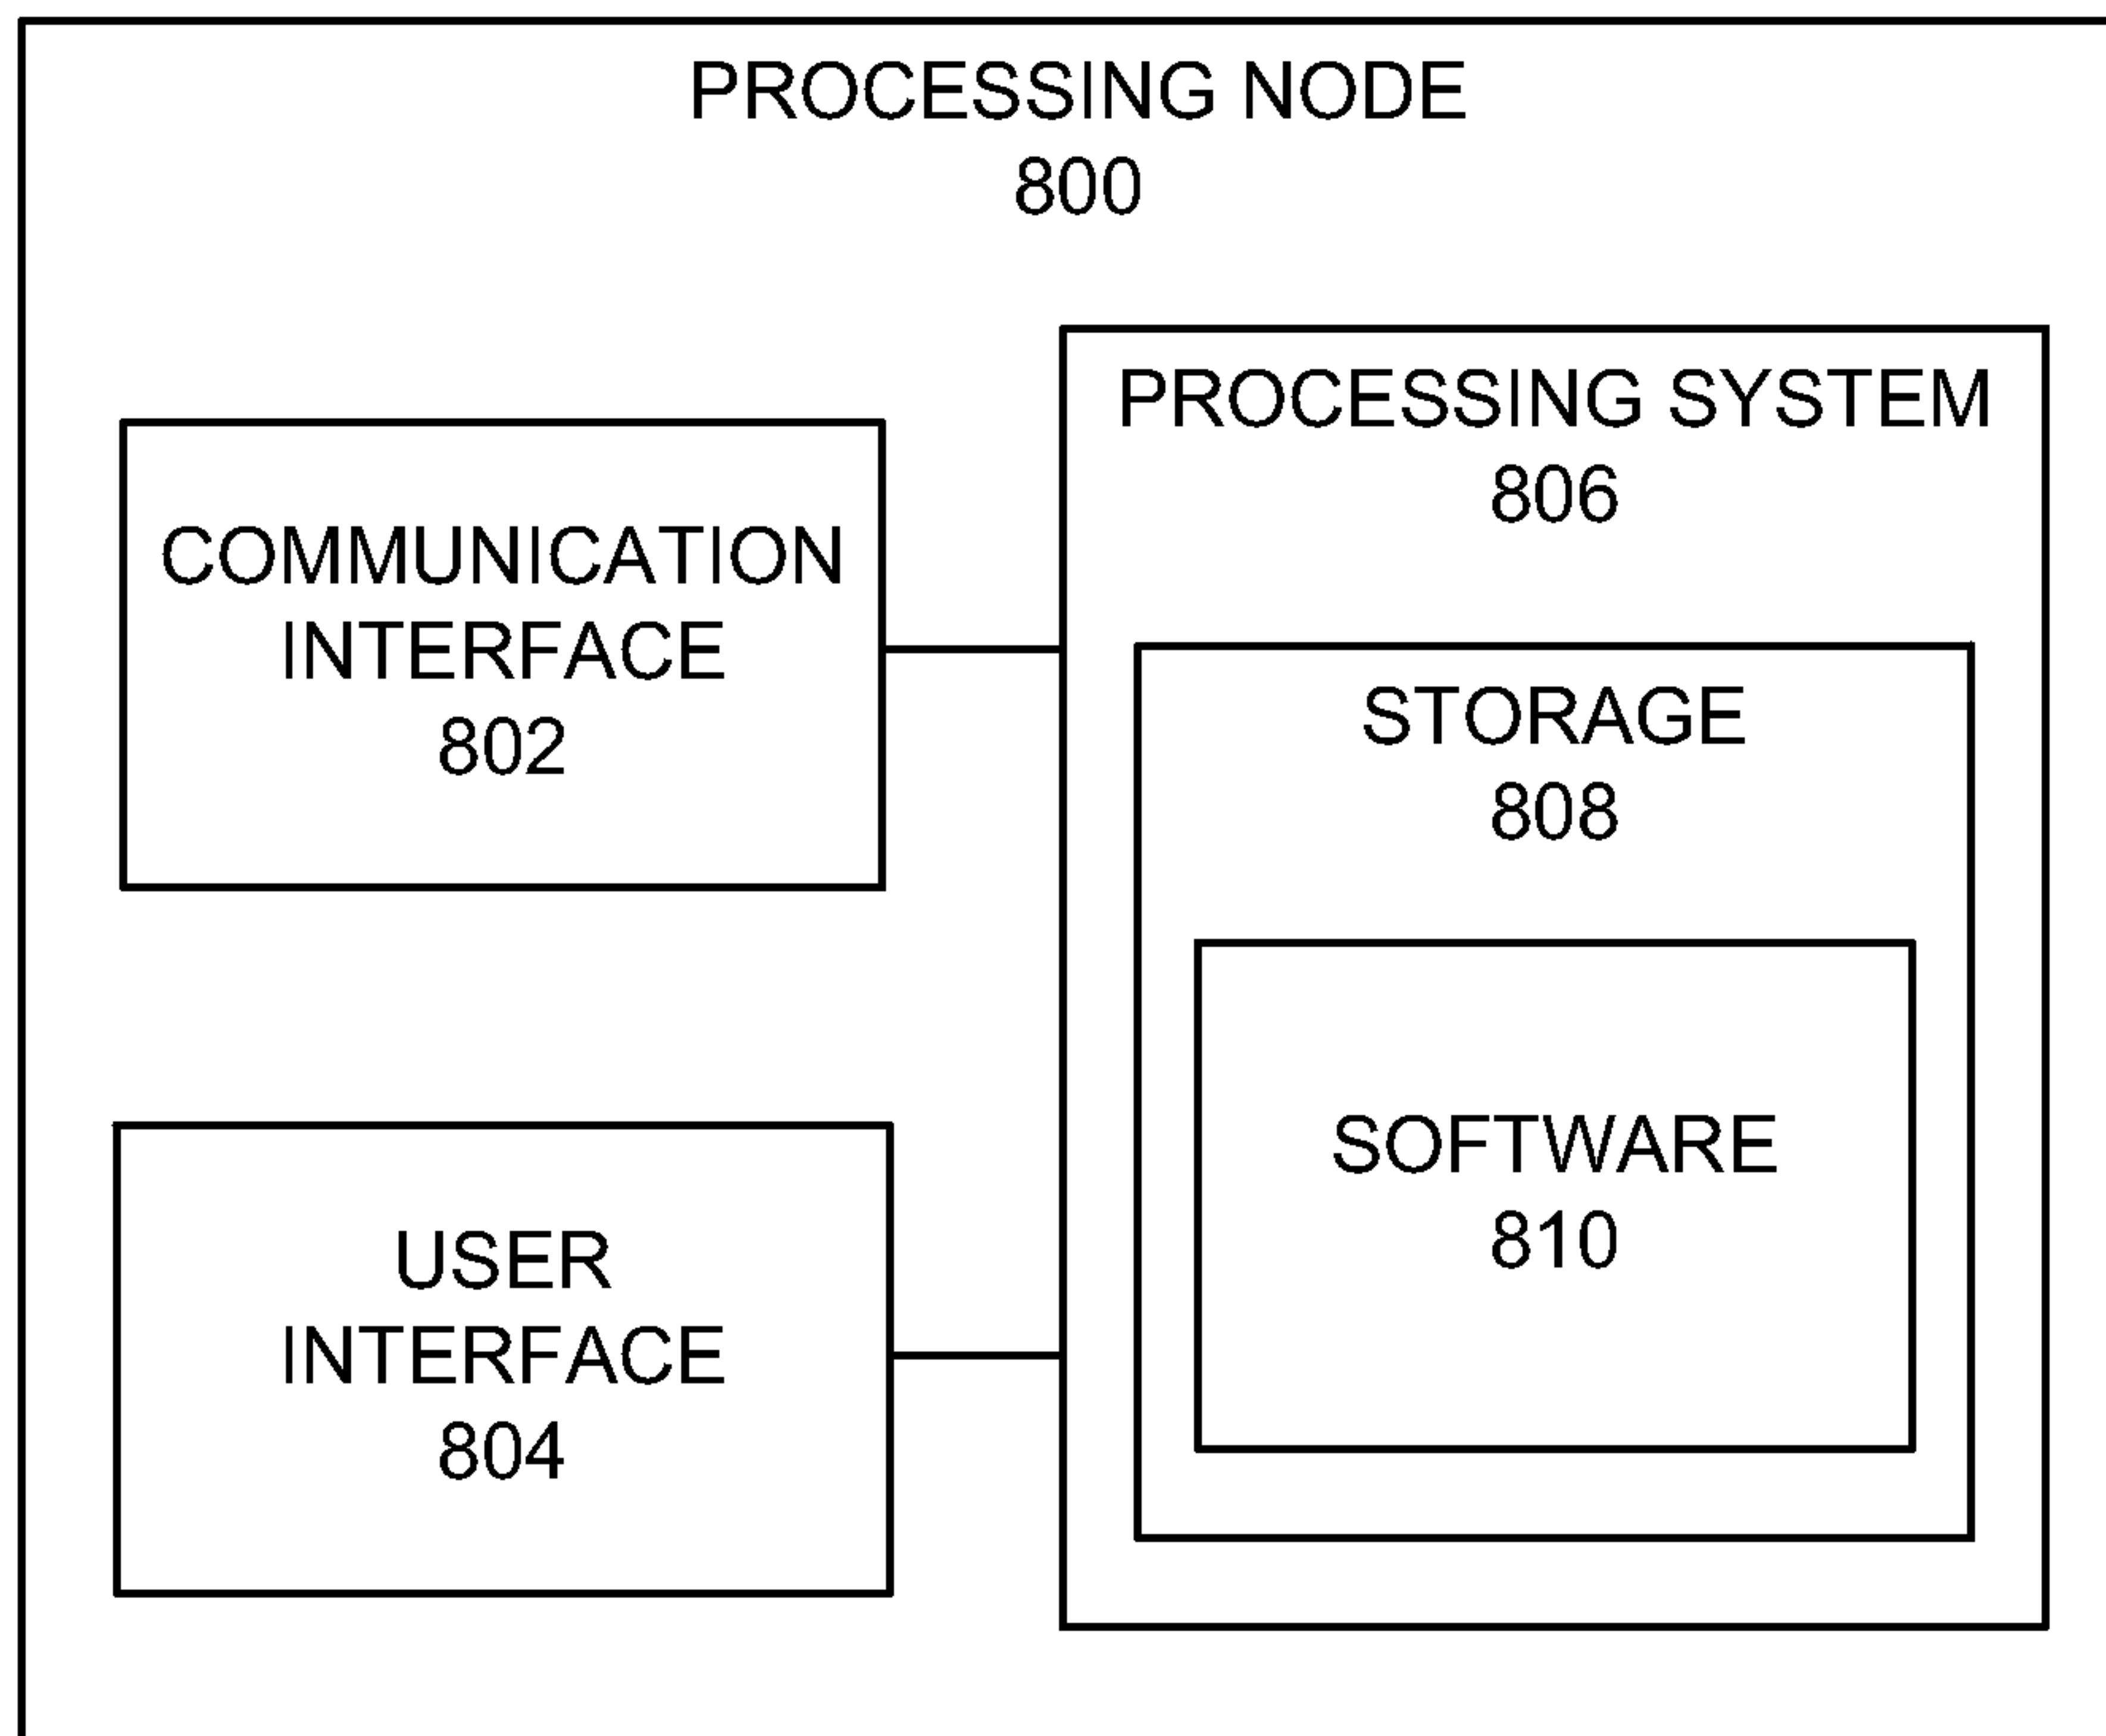 PROCESSING NODE
800
PROCESSING SYSTEM
806
COMMUNICATION
INTERFACE
802
STORAGE
808
SOFTWARE
810
USER
INTERFACE
804